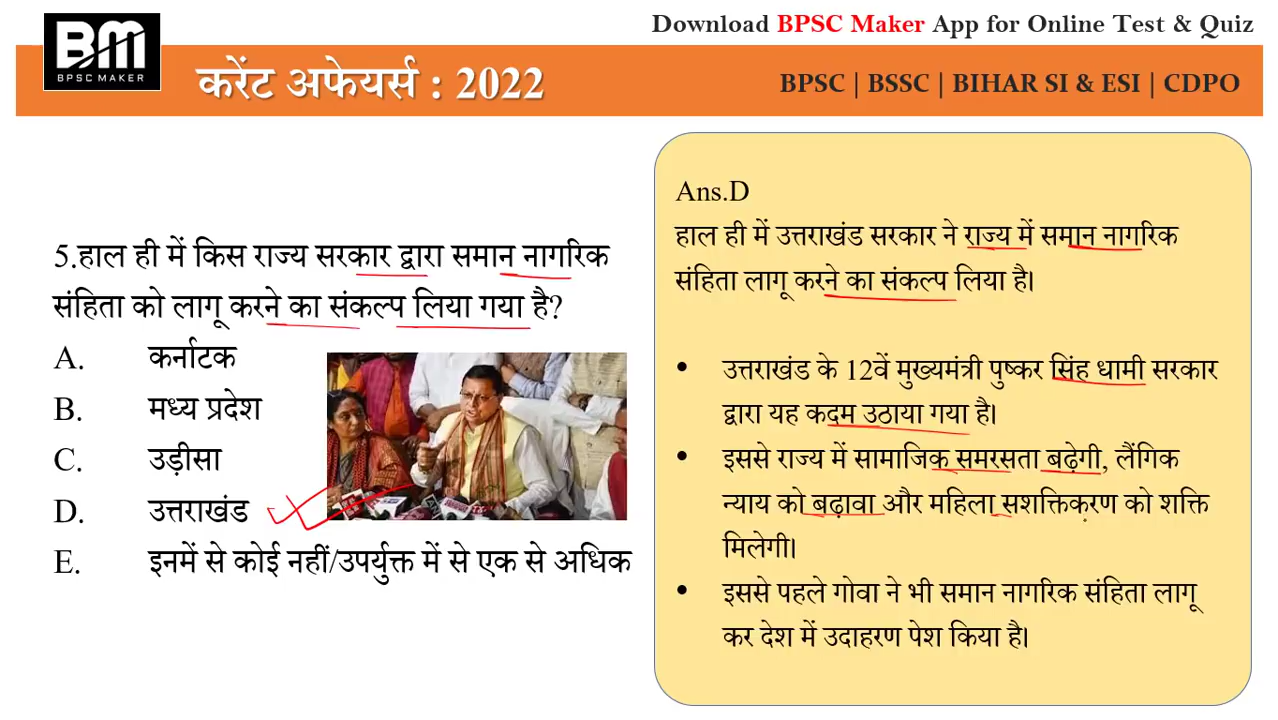 Download BPSC Maker App for Online Test & Quiz
BM
BPSC MAKER
करेंट अफेयर्स : 2022
BPSC | BSSC | BIHAR SI & ESI | CDPO
5.हाल ही में किस राज्य सरकार द्वारा समान नागरिक
संहिता को लागू करने का संकल्प लिया गया है?
A. कर्नाटक
B. मध्य प्रदेश
C. उड़ीसा
D. उत्तराखंड
E. इनमें से कोई नहीं/उपर्युक्त में से एक से अधिक
Ans.D
हाल ही में उत्तराखंड सरकार ने राज्य में समान नागरिक
संहिता लागू करने का संकल्प लिया है।
• उत्तराखंड के 12वें मुख्यमंत्री पुष्कर सिंह धामी सरकार
द्वारा यह कदम उठाया गया है।
• इससे राज्य में सामाजिक समरसता बढ़ेगी, लैंगिक
न्याय को बढ़ावा और महिला सशक्तिकरण को शक्ति
मिलेगी।
• इससे पहले गोवा ने भी समान नागरिक संहिता लागू
कर देश में उदाहरण पेश किया है।